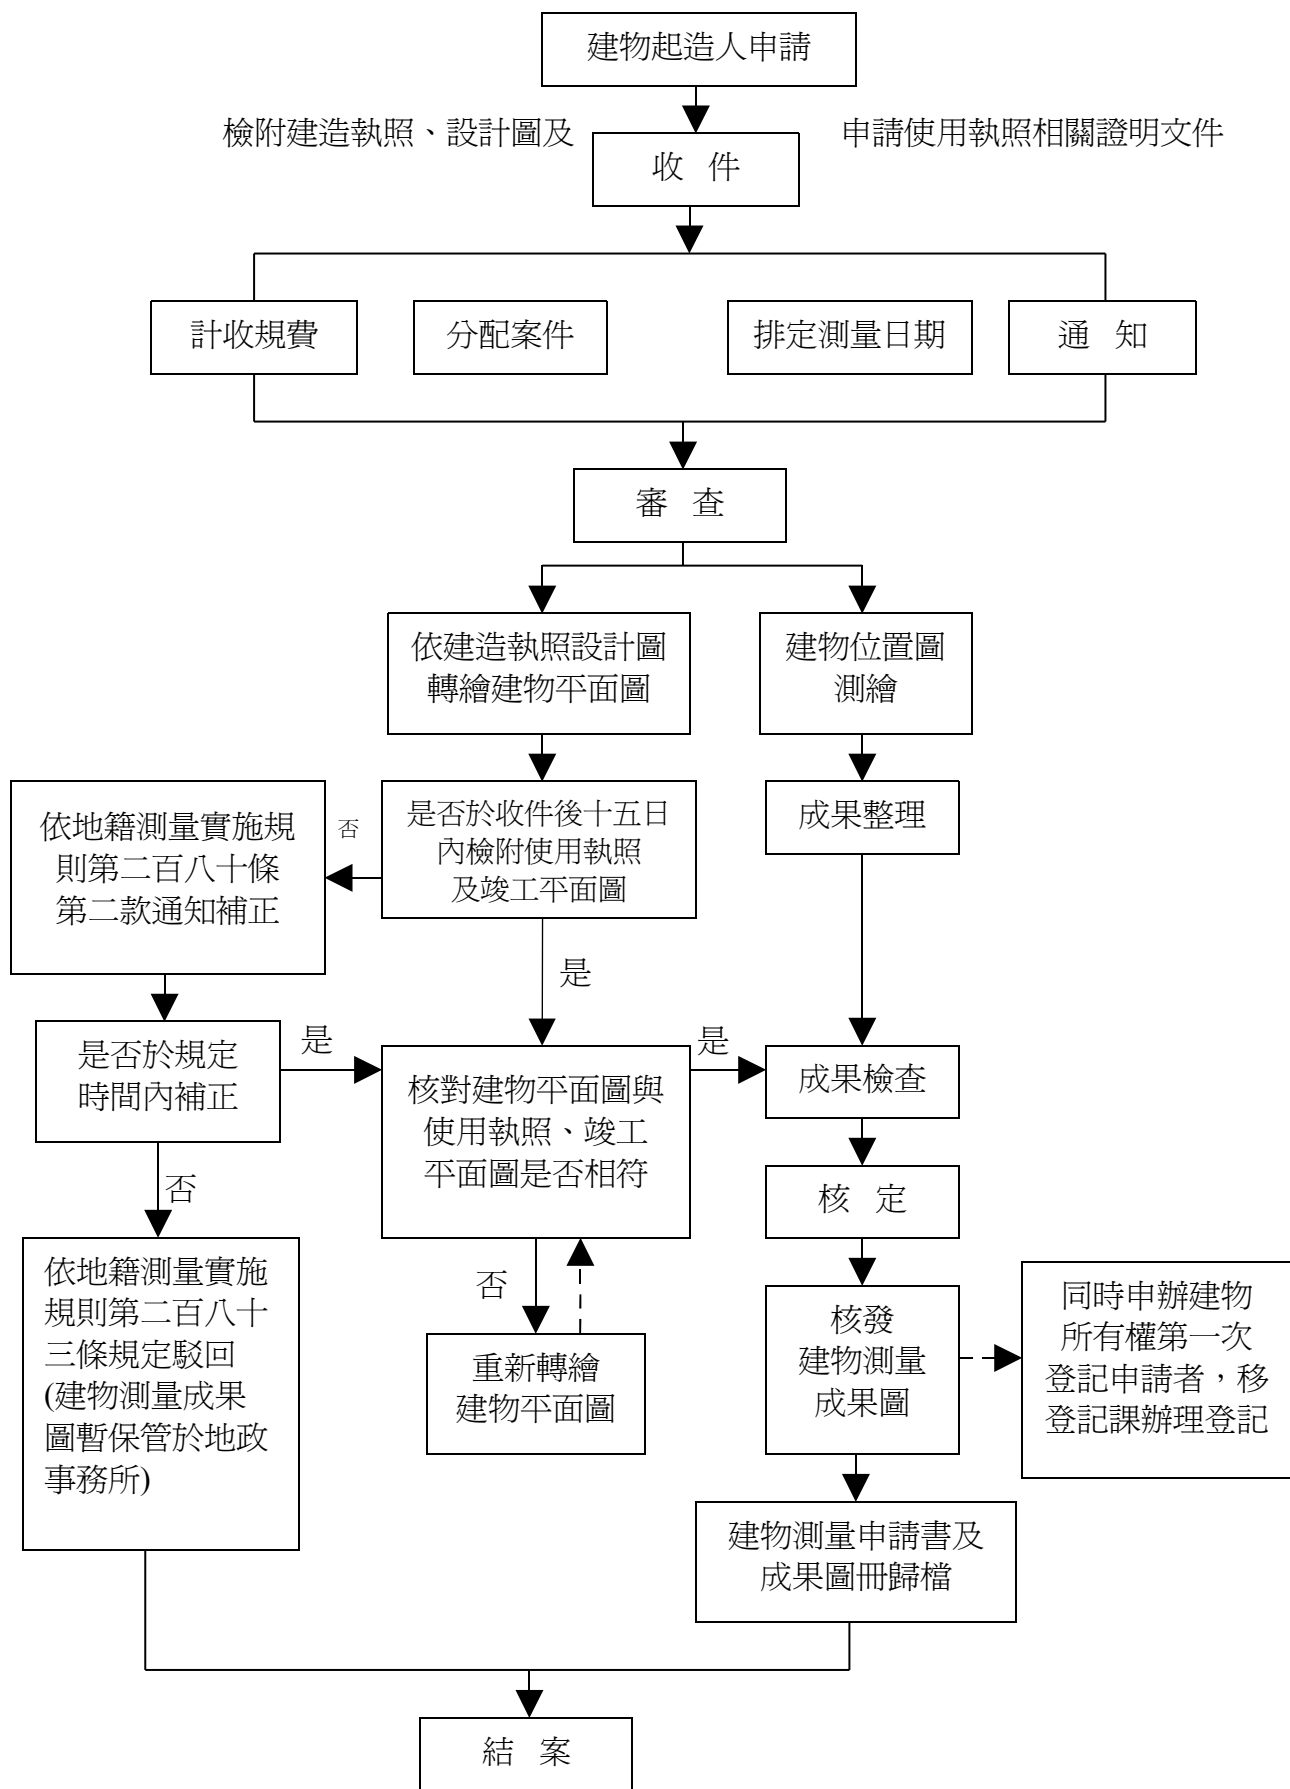 建物起造人申請
檢附建造執照、設計圖及
申請使用執照相關證明文件
收 件
計收規費
分配案件
排定測量日期
通 知
審 查
依建造執照設計圖
轉繪建物平面圖
建物位置圖
測繪
依地籍測量實施規
則第二百八十條
第二款通知補正
否
是否於收件後十五日
內檢附使用執照
及竣工平面圖
成果整理
是
是否於規定
時間內補正
是
核對建物平面圖與
使用執照、竣工
平面圖是否相符
是
成果檢查
否
核 定
依地籍測量實施
規則第二百八十
三條規定駁回
(建物測量成果
圖暫保管於地政
事務所)
否
重新轉繪
建物平面圖
核發
建物測量
成果圖
同時申辦建物
所有權第一次
登記申請者，移
登記課辦理登記
建物測量申請書及
成果圖冊歸檔
結 案